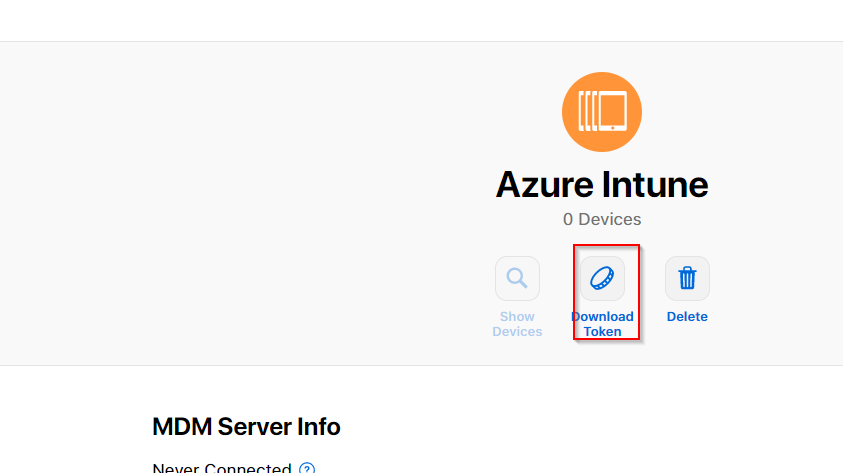 Azure Intune
0 Devices
Show
Devices
Download
Token
Delete
MDM Server Info
Never Connected ?